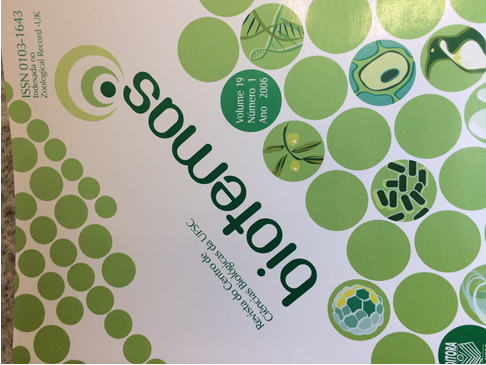 ISSN 0103-1643
Indexada no
Zoological Record -UK
biotemas
Revista do Centro de
Ciências Biológicas da UFSC
Volume 19
Número 1
Ano 2006